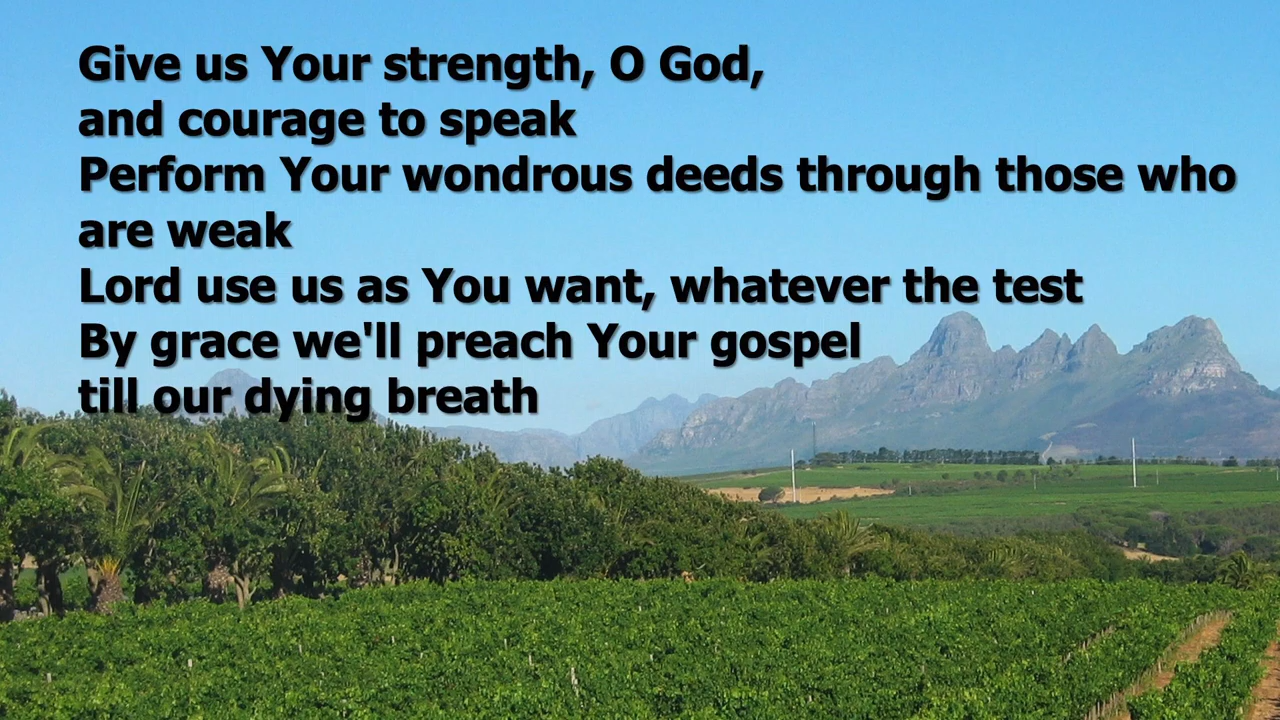 Give us Your strength, O God,
and courage to speak
Perform Your wondrous deeds through those who
are weak
Lord use us as You want, whatever the test
By grace we'll preach Your gospel
till our dying breath